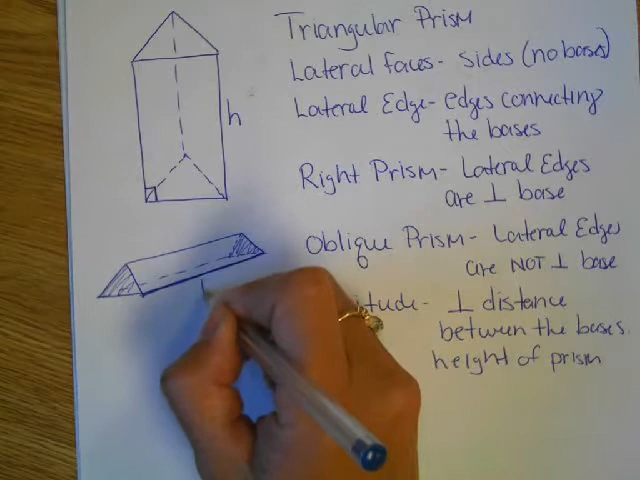 Triangular Prism
Lateral faces- sides (no bases)
Lateral Edge- edges connecting
the bases
h
Right Prism- Lateral Edges
are ⊥ base
Oblique Prism- Lateral Edges
are NOT ⊥ base
itude- ⊥ distance
between the bases.
height of prism